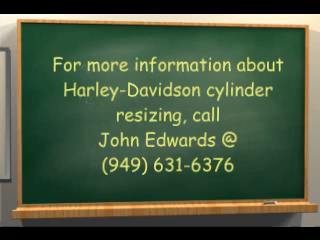 For more information about
Harley-Davidson cylinder
resizing, call
John Edwards @
(949) 631-6376